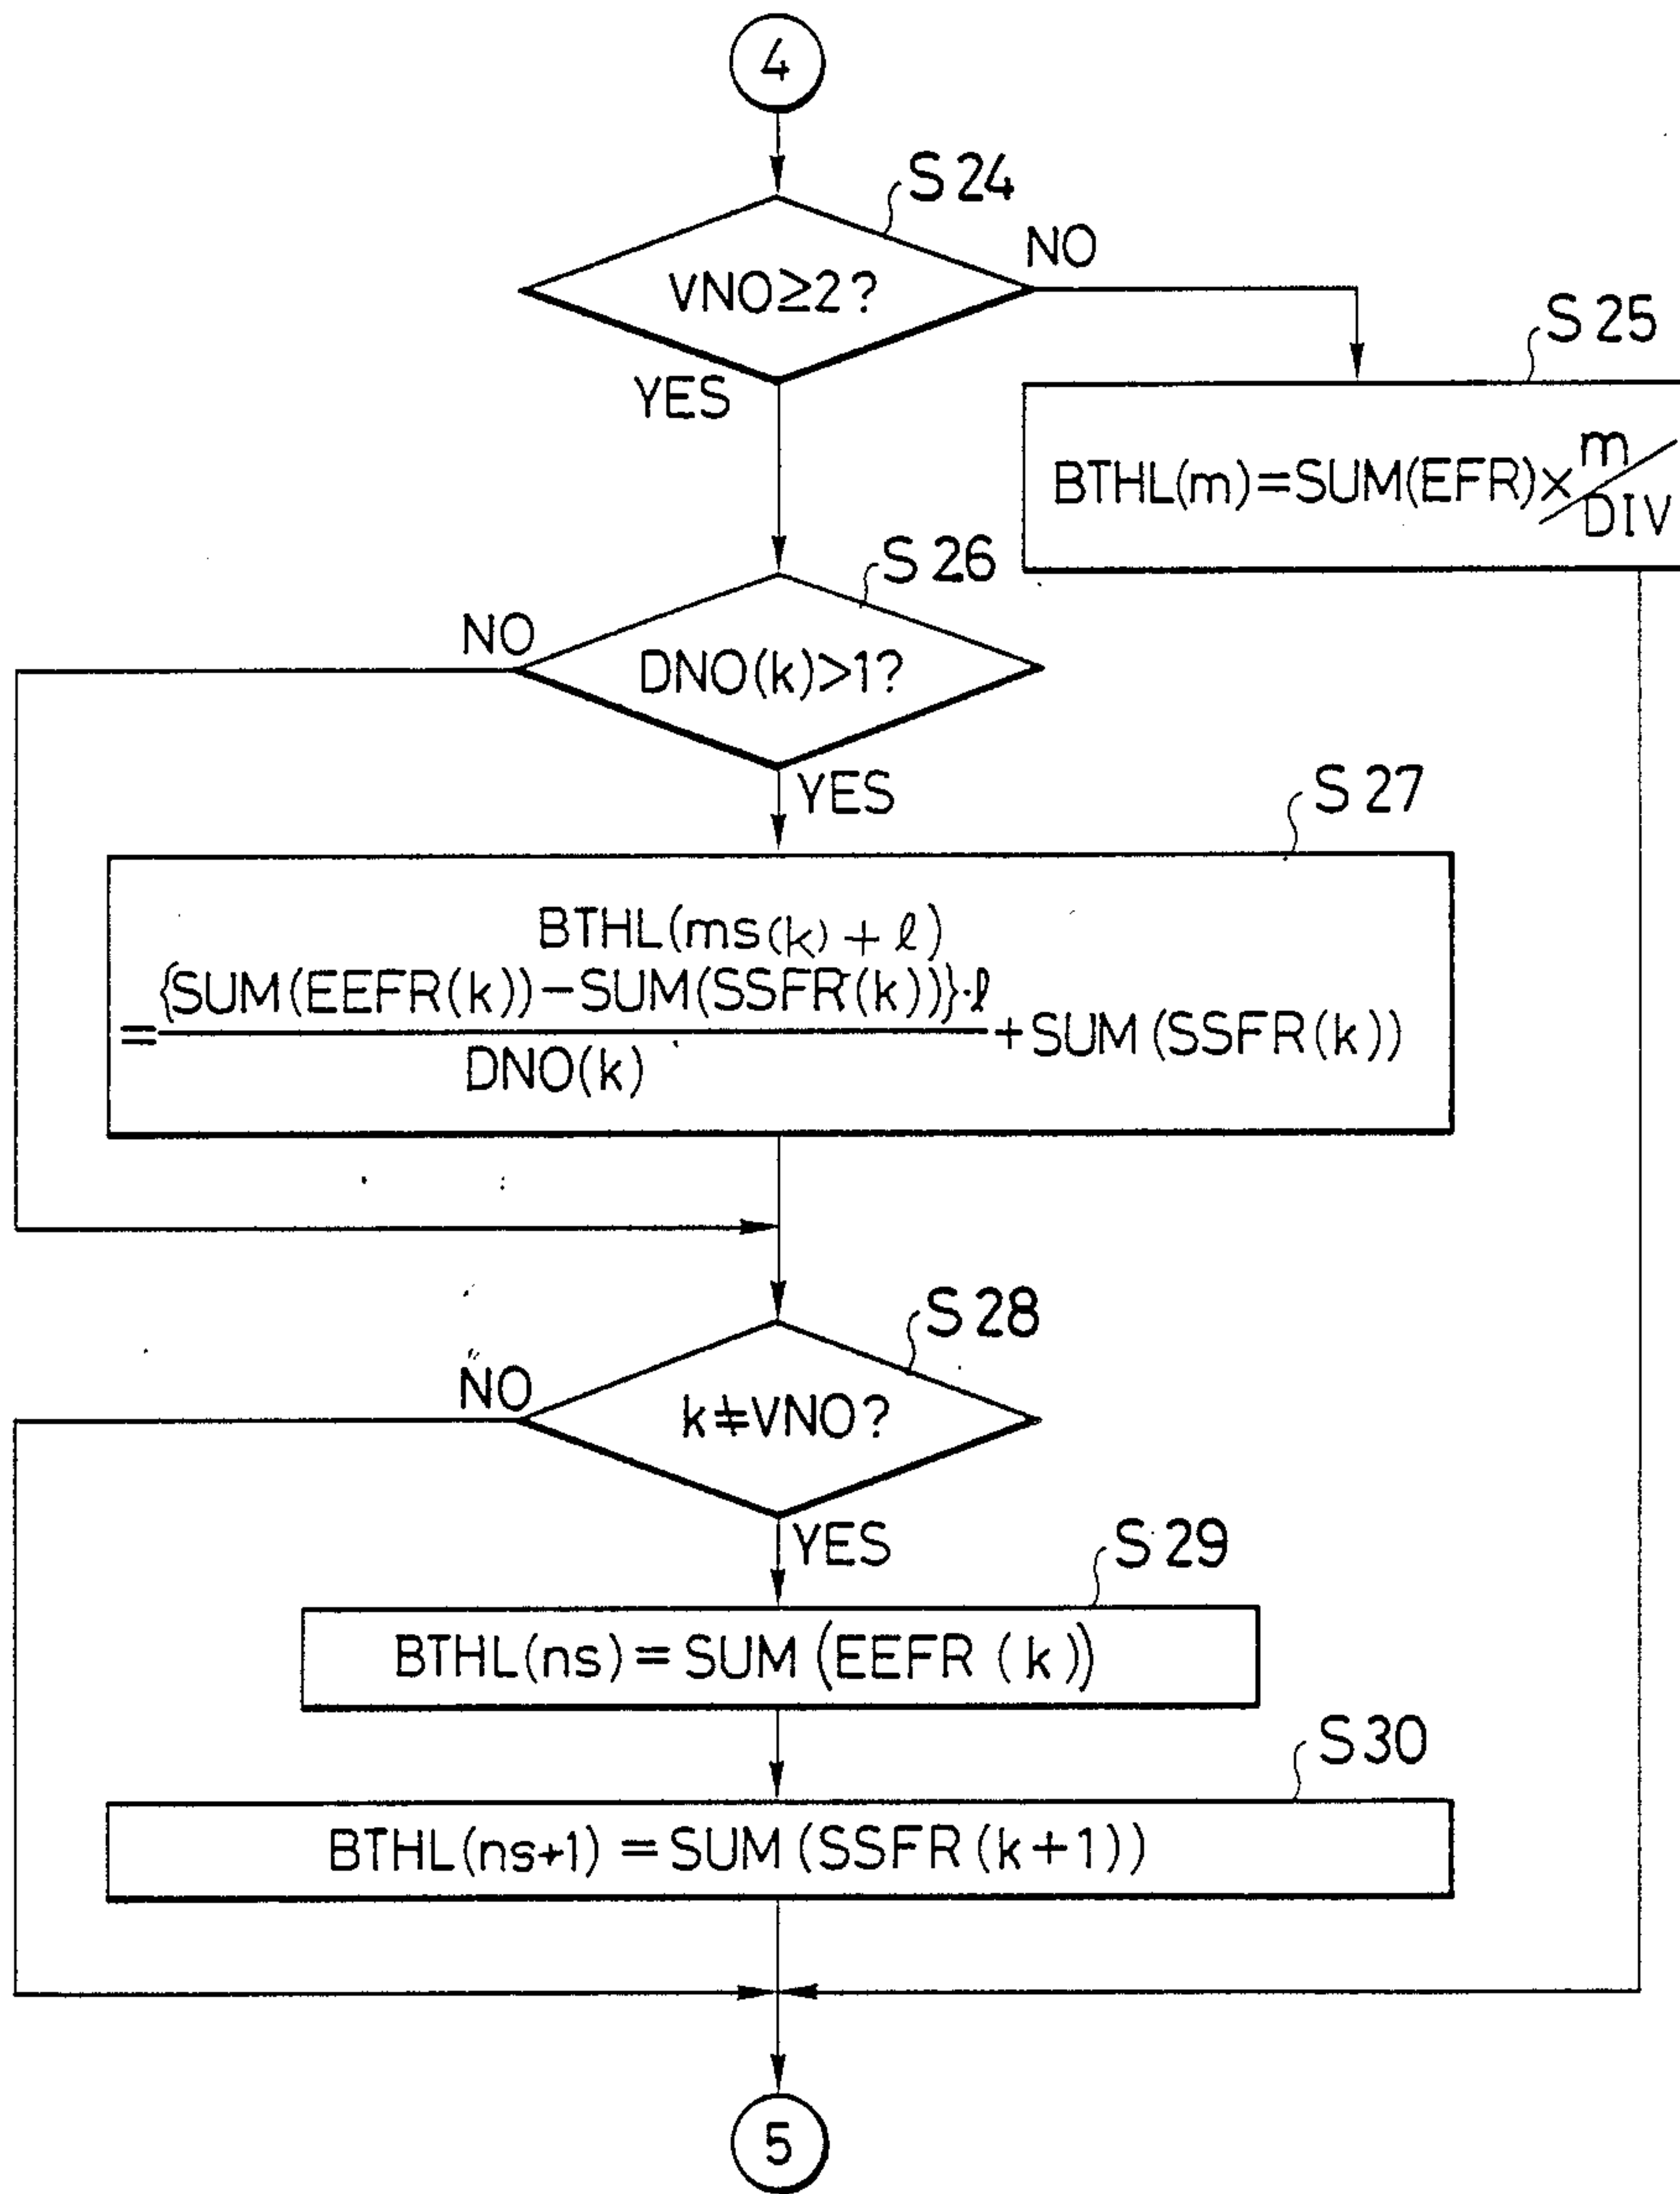 4
S24
VNO≥2?
NO
YES
S25
BTHL(m)=SUM(EFR)×m/DIV
S26
NO
DNO(k)>1?
YES
S27
BTHL(ms(k)+ℓ)
={SUM(EEFR(k))-SUM(SSFR(k))}·ℓ
DNO(k)
+SUM(SSFR(k))
S28
NO
k≠VNO?
YES
S29
BTHL(ns)=SUM(EEFR(k))
S30
BTHL(ns+1)=SUM(SSFR(k+1))
5